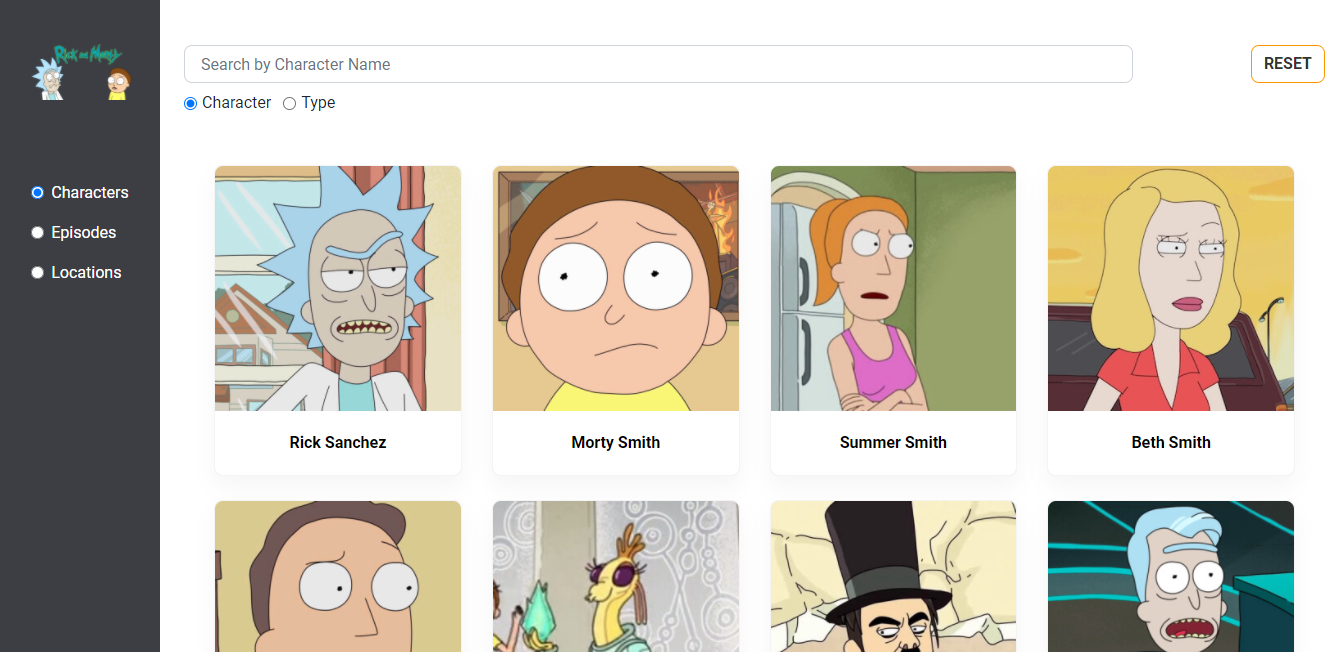 Rick and Morty
Search by Character Name
RESET
Character
Type
Characters
Episodes
Locations
Rick Sanchez
Morty Smith
Summer Smith
Beth Smith